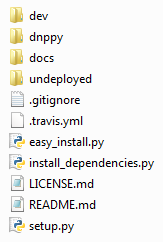 dev
dnppy
docs
undeployed
.gitignore
.travis.yml
easy_install.py
install_dependencies.py
LICENSE.md
README.md
setup.py